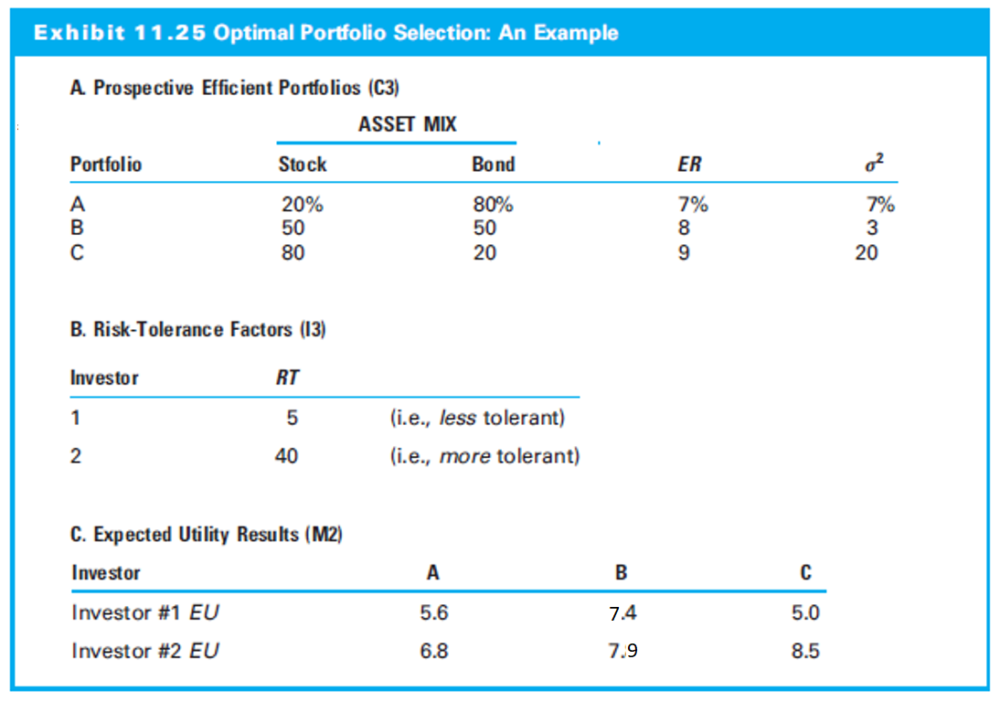 Exhibit 11.25 Optimal Portfolio Selection: An Example
A. Prospective Efficient Portfolios (C3)
ASSET MIX
Portfolio Stock Bond ER σ²
A 20% 80% 7% 7%
B 50 50 8 3
C 80 20 9 20
B. Risk-Tolerance Factors (I3)
Investor RT
1 5 (i.e., less tolerant)
2 40 (i.e., more tolerant)
C. Expected Utility Results (M2)
Investor A B C
Investor #1 EU 5.6 7.4 5.0
Investor #2 EU 6.8 7.9 8.5